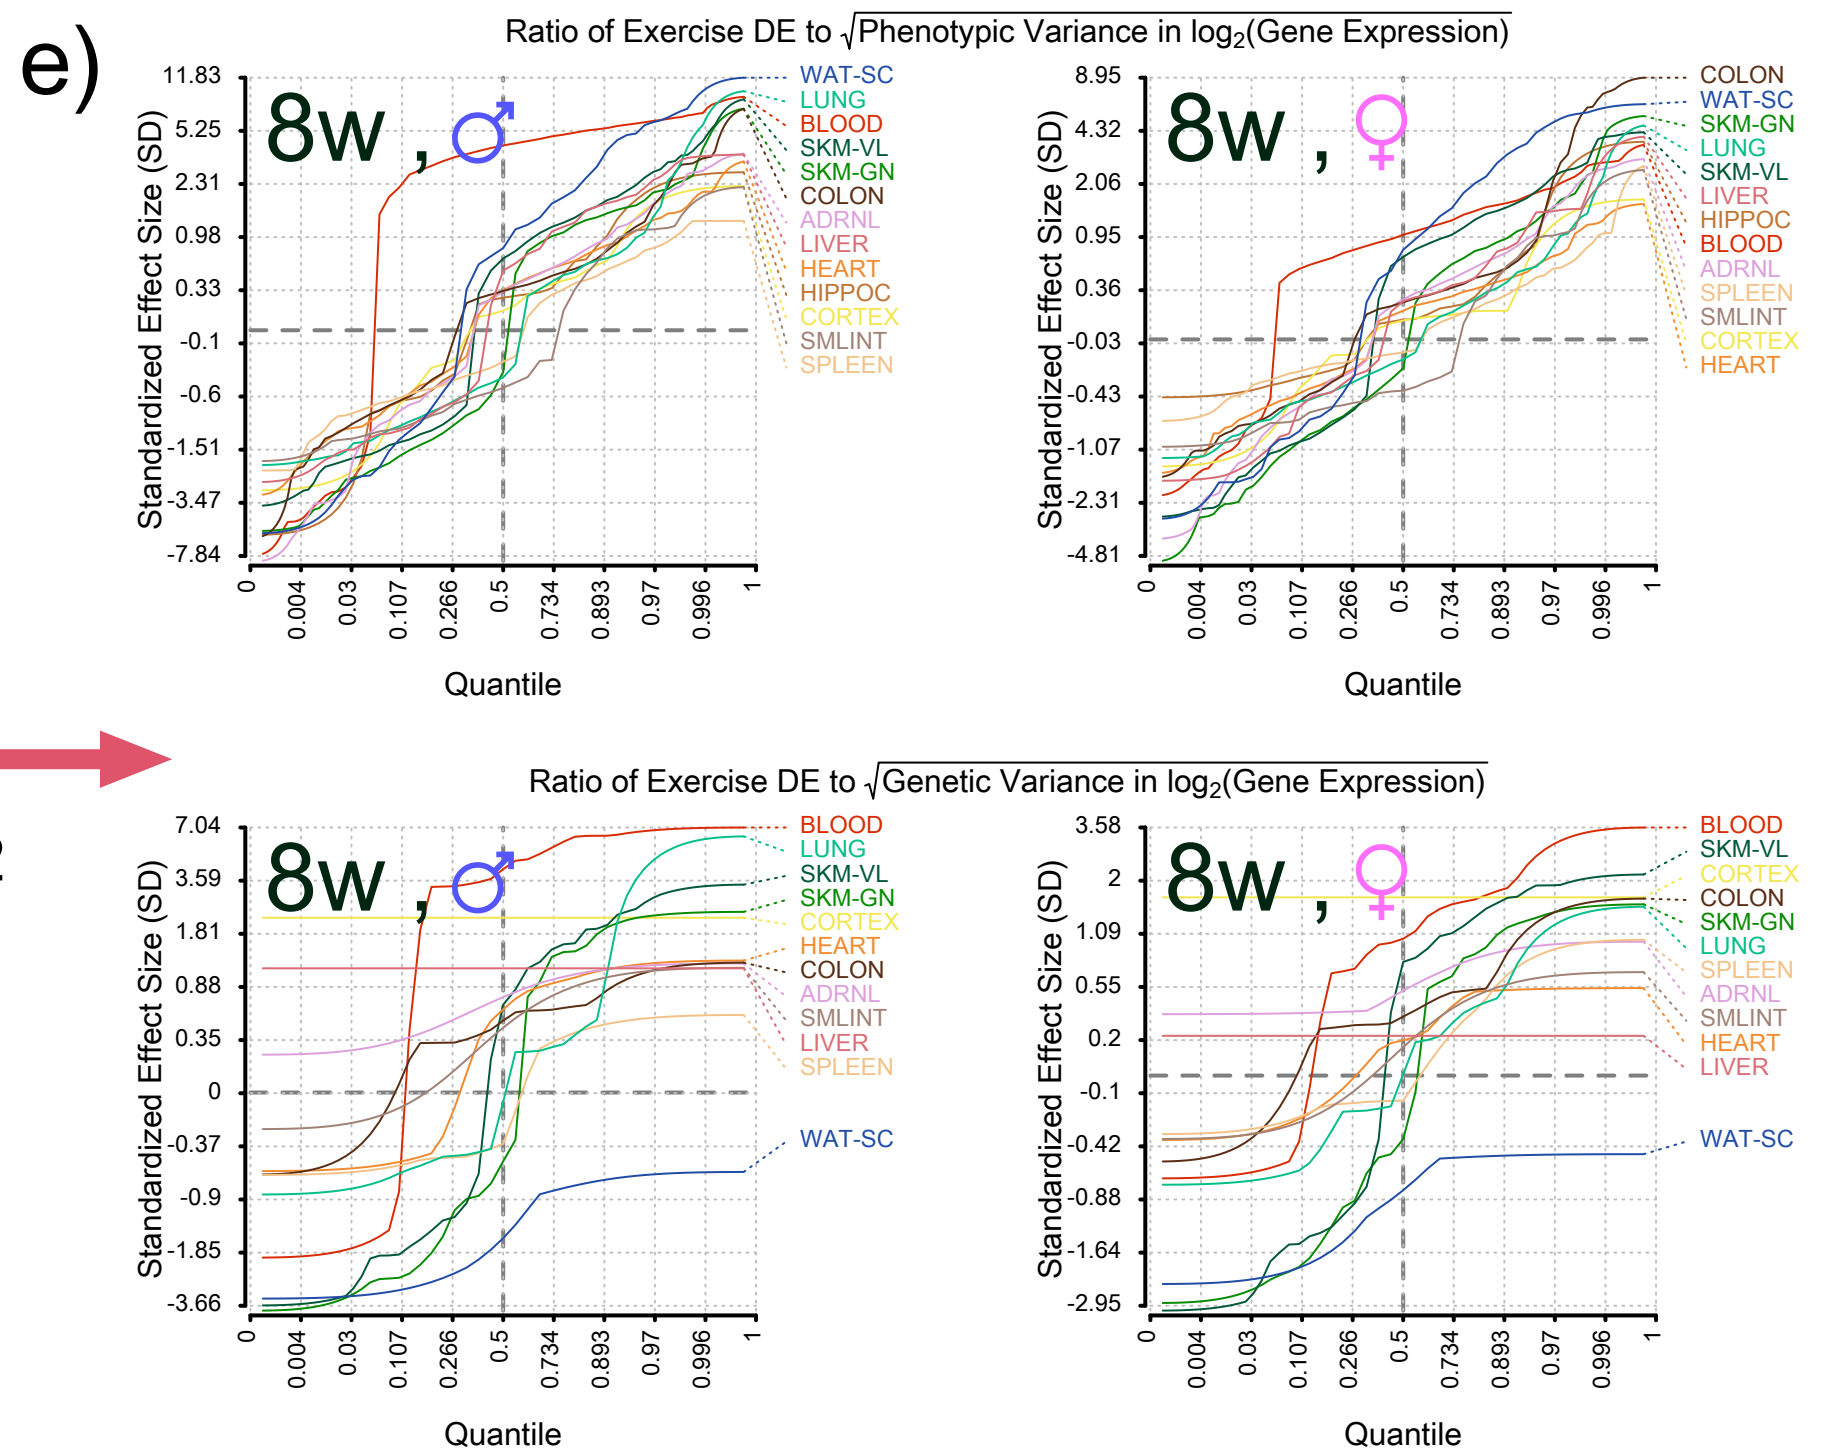 e)
Ratio of Exercise DE to √Phenotypic Variance in log2(Gene Expression)
Standardized Effect Size (SD)
11.83
5.25
2.31
0.98
0.33
-0.1
-0.6
-1.51
-3.47
-7.84
8w , ♂
WAT-SC
LUNG
BLOOD
SKM-VL
SKM-GN
COLON
ADRNL
LIVER
HEART
HIPPOC
CORTEX
SMLINT
SPLEEN
0 0.004 0.03 0.107 0.266 0.5 0.734 0.893 0.97 0.9996 1
Quantile
Standardized Effect Size (SD)
8.95
4.32
2.06
0.95
0.36
-0.03
-0.43
-1.07
-2.31
-4.81
8w , ♀
COLON
WAT-SC
SKM-GN
LUNG
SKM-VL
LIVER
HIPPOC
BLOOD
ADRNL
SPLEEN
SMLINT
CORTEX
HEART
0 0.004 0.03 0.107 0.266 0.5 0.734 0.893 0.97 0.9996 1
Quantile
Ratio of Exercise DE to √Genetic Variance in log2(Gene Expression)
Standardized Effect Size (SD)
7.04
3.59
1.81
0.88
0.35
0
-0.37
-0.9
-1.85
-3.66
8w , ♂
BLOOD
LUNG
SKM-VL
SKM-GN
CORTEX
HEART
COLON
ADRNL
SMLINT
LIVER
SPLEEN
WAT-SC
0 0.004 0.03 0.107 0.266 0.5 0.734 0.893 0.97 0.9996 1
Quantile
Standardized Effect Size (SD)
3.58
2
1.09
0.55
0.2
-0.1
-0.42
-0.88
-1.64
-2.95
8w , ♀
BLOOD
SKM-VL
CORTEX
COLON
SKM-GN
LUNG
SPLEEN
ADRNL
SMLINT
HEART
LIVER
WAT-SC
0 0.004 0.03 0.107 0.266 0.5 0.734 0.893 0.97 0.9996 1
Quantile